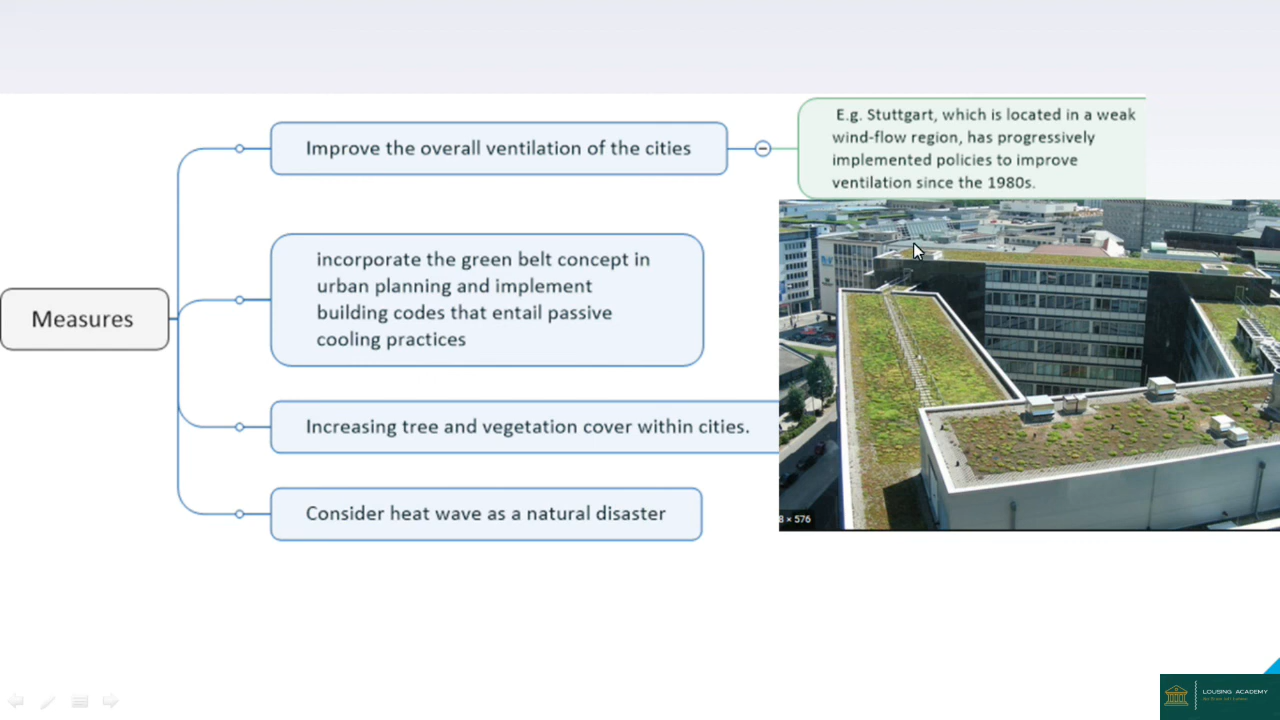 Measures
Improve the overall ventilation of the cities
E.g. Stuttgart, which is located in a weak
wind-flow region, has progressively
implemented policies to improve
ventilation since the 1980s.
incorporate the green belt concept in
urban planning and implement
building codes that entail passive
cooling practices
Increasing tree and vegetation cover within cities.
Consider heat wave as a natural disaster
8 × 576
LOUSING ACADEMY